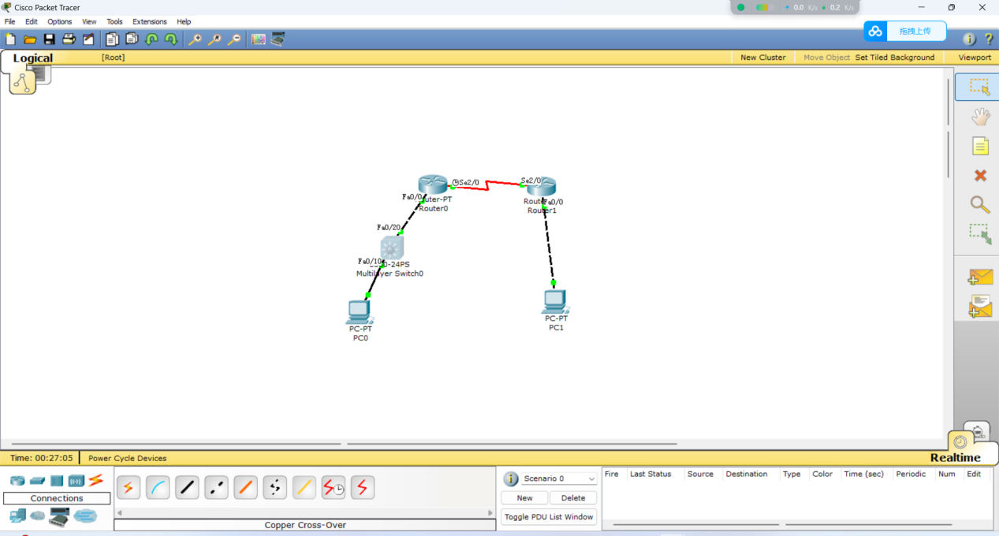 Cisco Packet Tracer
0.0 K/s 0.2 K/s
File Edit Options View Tools Extensions Help
拖拽上传
Logical [Root] New Cluster Move Object Set Tiled Background Viewport
Se2/0 Se2/0
Fa0/0 Router-PT Fa0/0
Router0 Router1
Fa0/20
Fa0/10 -24PS
Multilayer Switch0
PC-PT
PC1
PC-PT
PC0
Time: 00:27:05 Power Cycle Devices Realtime
Connections
Copper Cross-Over
Scenario 0
New Delete
Toggle PDU List Window
Fire Last Status Source Destination Type Color Time (sec) Periodic Num Edit